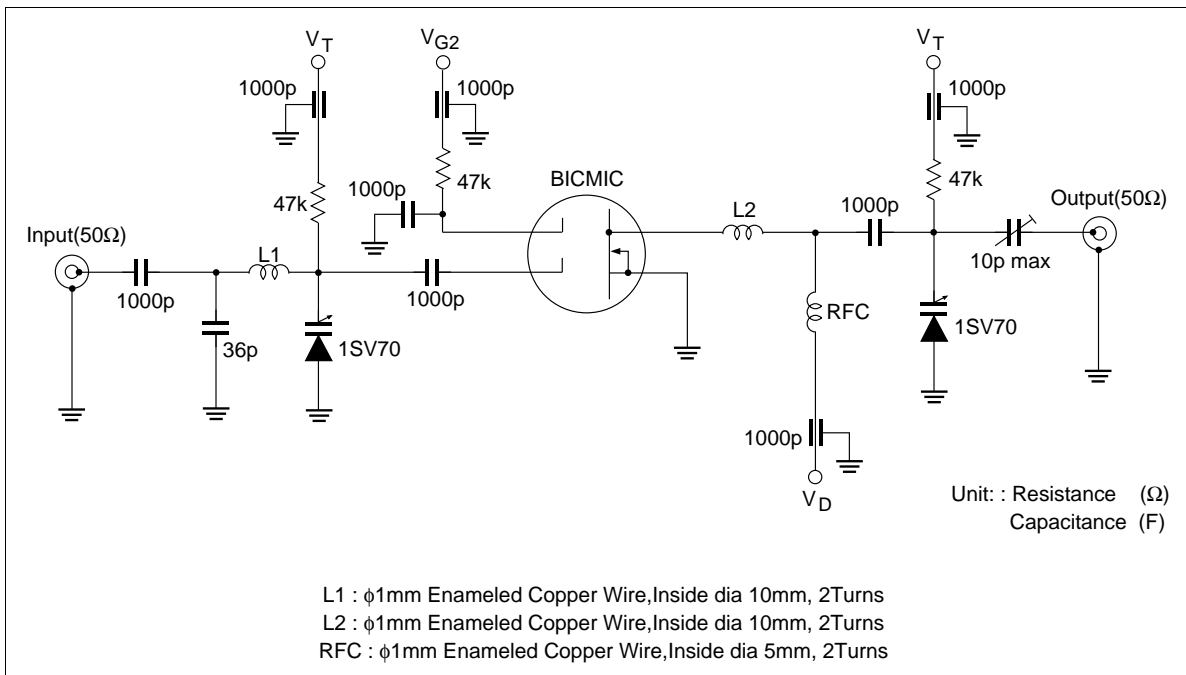 VT
VG2
VT
1000p
1000p
1000p
47k
BICMIC
47k
1000p
47k
L2
1000p
Output(50Ω)
Input(50Ω)
L1
10p max
1000p
1000p
RFC
36p
1SV70
1SV70
1000p
VD
Unit: : Resistance (Ω)
Capacitance (F)
L1 : ϕ1mm Enameled Copper Wire,Inside dia 10mm, 2Turns
L2 : ϕ1mm Enameled Copper Wire,Inside dia 10mm, 2Turns
RFC : ϕ1mm Enameled Copper Wire,Inside dia 5mm, 2Turns